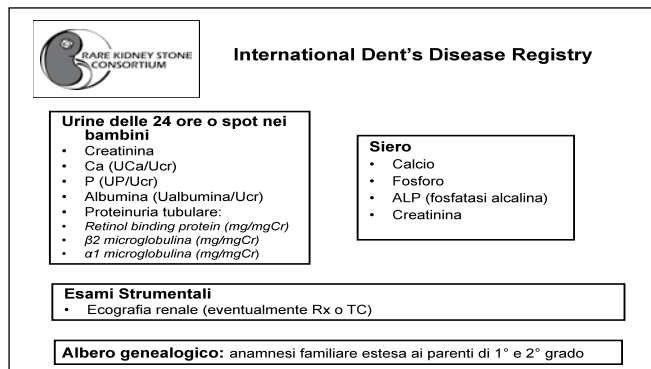 RARE KIDNEY STONE
CONSORTIUM
International Dent's Disease Registry
Urine delle 24 ore o spot nei
bambini
• Creatinina
• Ca (UCa/Ucr)
• P (UP/Ucr)
• Albumina (Ualbumina/Ucr)
• Proteinuria tubulare:
• Retinol binding protein (mg/mgCr)
• β2 microglobulina (mg/mgCr)
• α1 microglobulina (mg/mgCr)
Siero
• Calcio
• Fosforo
• ALP (fosfatasi alcalina)
• Creatinina
Esami Strumentali
• Ecografia renale (eventualmente Rx o TC)
Albero genealogico: anamnesi familiare estesa ai parenti di 1° e 2° grado